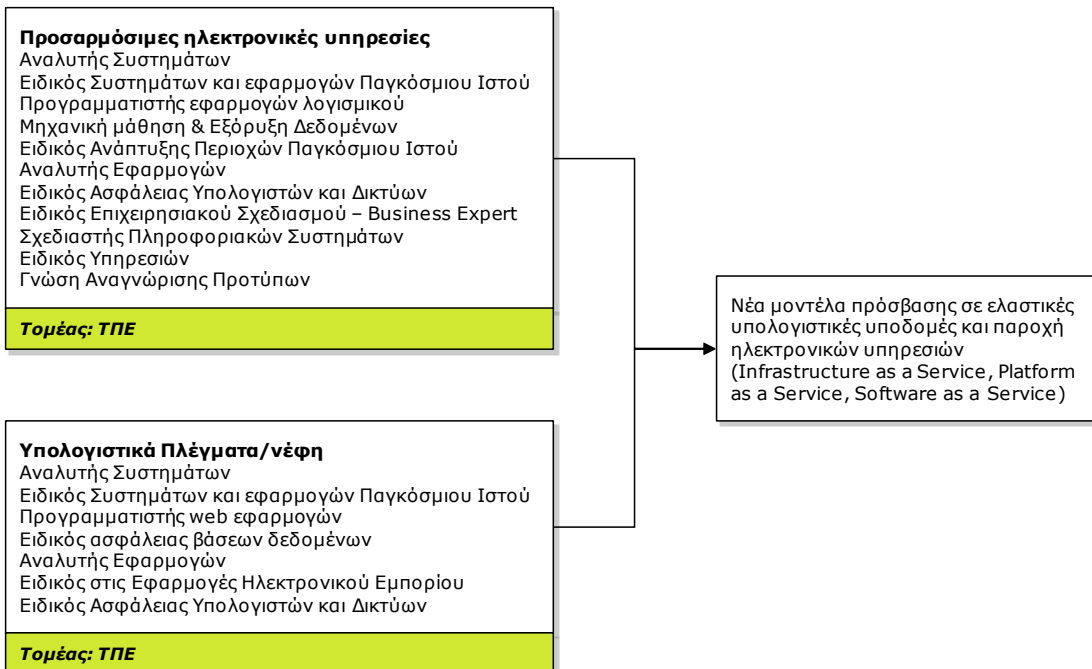 Προσαρμόσιμες ηλεκτρονικές υπηρεσίες
Αναλυτής Συστημάτων
Ειδικός Συστημάτων και εφαρμογών Παγκόσμιου Ιστού
Προγραμματιστής εφαρμογών λογισμικού
Μηχανική μάθηση & Εξόρυξη Δεδομένων
Ειδικός Ανάπτυξης Περιοχών Παγκόσμιου Ιστού
Αναλυτής Εφαρμογών
Ειδικός Ασφάλειας Υπολογιστών και Δικτύων
Ειδικός Επιχειρησιακού Σχεδιασμού – Business Expert
Σχεδιαστής Πληροφοριακών Συστημάτων
Ειδικός Υπηρεσιών
Γνώση Αναγνώρισης Προτύπων
Τομέας: ΤΠΕ
Νέα μοντέλα πρόσβασης σε ελαστικές
υπολογιστικές υποδομές και παροχή
ηλεκτρονικών υπηρεσιών
(Infrastructure as a Service, Platform
as a Service, Software as a Service)
Υπολογιστικά Πλέγματα/νέφη
Αναλυτής Συστημάτων
Ειδικός Συστημάτων και εφαρμογών Παγκόσμιου Ιστού
Προγραμματιστής web εφαρμογών
Ειδικός ασφάλειας βάσεων δεδομένων
Αναλυτής Εφαρμογών
Ειδικός στις Εφαρμογές Ηλεκτρονικού Εμπορίου
Ειδικός Ασφάλειας Υπολογιστών και Δικτύων
Τομέας: ΤΠΕ